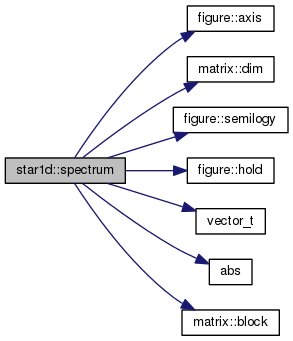 figure::axis
matrix::dim
figure::semilogy
star1d::spectrum
figure::hold
vector_t
abs
matrix::block